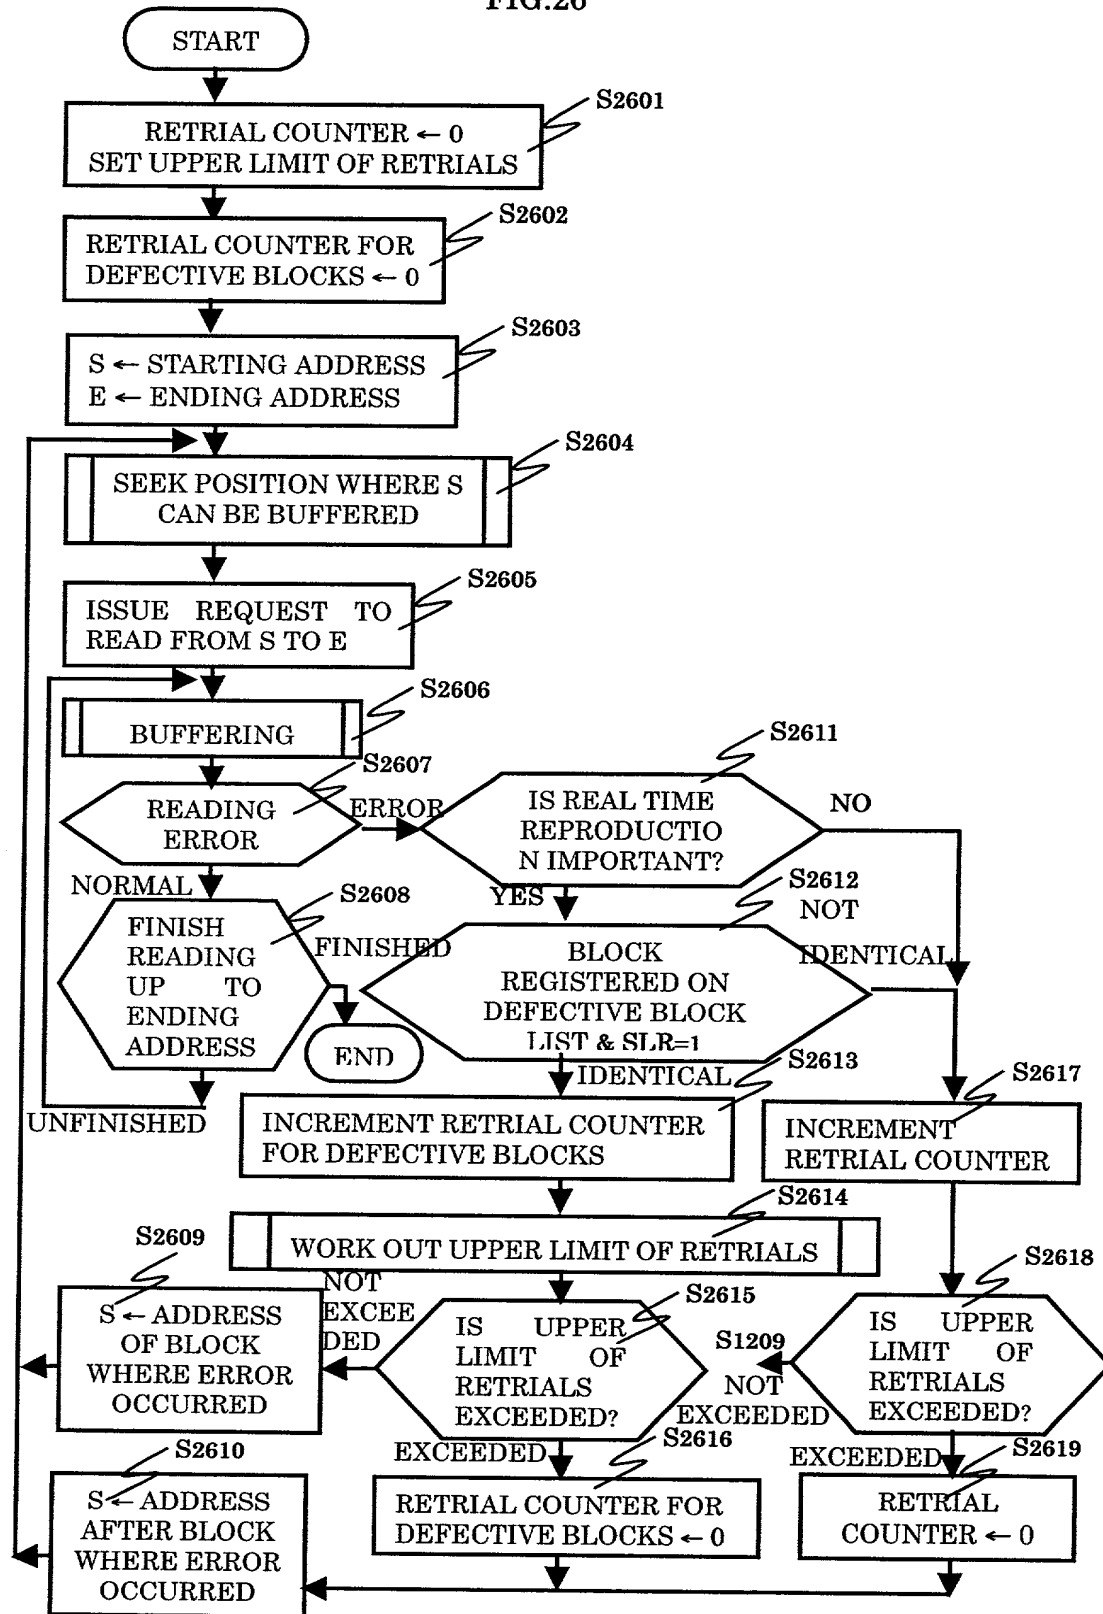 FIG.26
START
S2601
RETRIAL COUNTER ← 0
SET UPPER LIMIT OF RETRIALS
S2602
RETRIAL COUNTER FOR
DEFECTIVE BLOCKS ← 0
S2603
S ← STARTING ADDRESS
E ← ENDING ADDRESS
S2604
SEEK POSITION WHERE S
CAN BE BUFFERED
S2605
ISSUE REQUEST TO
READ FROM S TO E
S2606
BUFFERING
S2607
READING
ERROR
ERROR
NORMAL
S2611
IS REAL TIME
REPRODUCTIO
N IMPORTANT?
NO
YES
S2608
FINISH
READING
UP TO
ENDING
ADDRESS
FINISHED
END
UNFINISHED
S2612
NOT
IDENTICAL
BLOCK
REGISTERED ON
DEFECTIVE BLOCK
LIST & SLR=1
IDENTICAL
S2613
INCREMENT RETRIAL COUNTER
FOR DEFECTIVE BLOCKS
S2617
INCREMENT
RETRIAL COUNTER
S2614
WORK OUT UPPER LIMIT OF RETRIALS
S2609
S ← ADDRESS
OF BLOCK
WHERE ERROR
OCCURRED
NOT
EXCEE
DED
S2615
IS UPPER
LIMIT OF
RETRIALS
EXCEEDED?
EXCEEDED
S2618
IS UPPER
LIMIT OF
RETRIALS
EXCEEDED?
S1209
NOT
EXCEEDED
EXCEEDED
S2610
S ← ADDRESS
AFTER BLOCK
WHERE ERROR
OCCURRED
S2616
RETRIAL COUNTER FOR
DEFECTIVE BLOCKS ← 0
S2619
RETRIAL
COUNTER ← 0